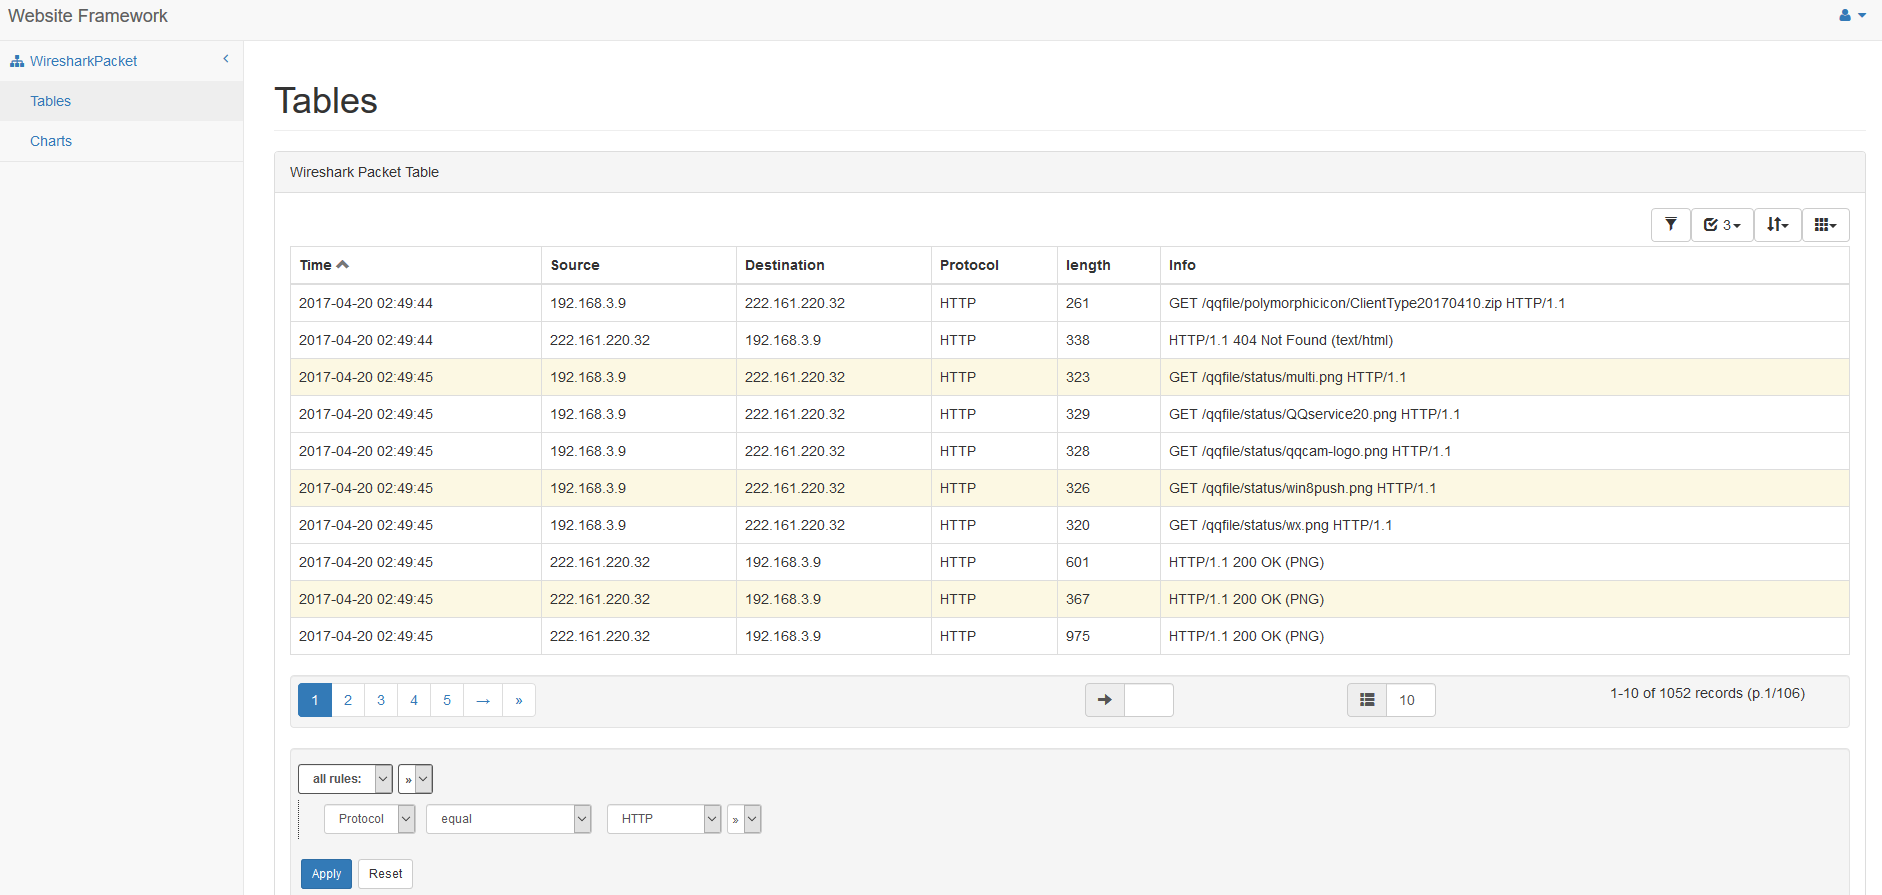 Website Framework
WiresharkPacket
Tables
Charts
Tables
Wireshark Packet Table
3
Time Source Destination Protocol length Info
2017-04-20 02:49:44 192.168.3.9 222.161.220.32 HTTP 261 GET /qqfile/polymorphicicon/ClientType20170410.zip HTTP/1.1
2017-04-20 02:49:44 222.161.220.32 192.168.3.9 HTTP 338 HTTP/1.1 404 Not Found (text/html)
2017-04-20 02:49:45 192.168.3.9 222.161.220.32 HTTP 323 GET /qqfile/status/multi.png HTTP/1.1
2017-04-20 02:49:45 192.168.3.9 222.161.220.32 HTTP 329 GET /qqfile/status/QQservice20.png HTTP/1.1
2017-04-20 02:49:45 192.168.3.9 222.161.220.32 HTTP 328 GET /qqfile/status/qqcam-logo.png HTTP/1.1
2017-04-20 02:49:45 192.168.3.9 222.161.220.32 HTTP 326 GET /qqfile/status/win8push.png HTTP/1.1
2017-04-20 02:49:45 192.168.3.9 222.161.220.32 HTTP 320 GET /qqfile/status/wx.png HTTP/1.1
2017-04-20 02:49:45 222.161.220.32 192.168.3.9 HTTP 601 HTTP/1.1 200 OK (PNG)
2017-04-20 02:49:45 222.161.220.32 192.168.3.9 HTTP 367 HTTP/1.1 200 OK (PNG)
2017-04-20 02:49:45 222.161.220.32 192.168.3.9 HTTP 975 HTTP/1.1 200 OK (PNG)
1 2 3 4 5 → » 10 1-10 of 1052 records (p.1/106)
all rules: »
Protocol equal HTTP »
Apply Reset